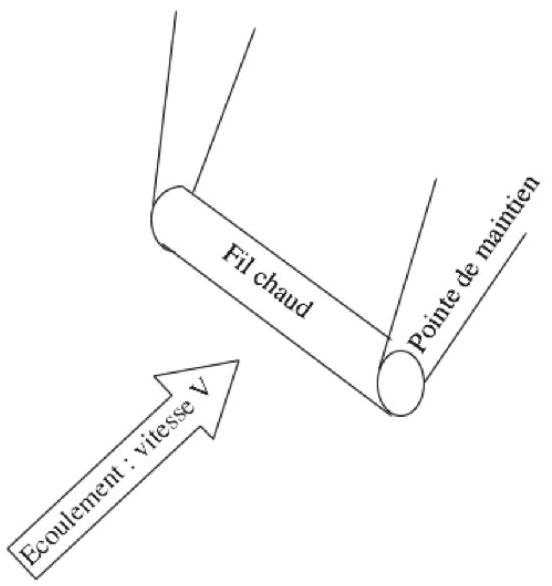 Fil chaud
Pointe de maintien
Ecoulement : vitesse V